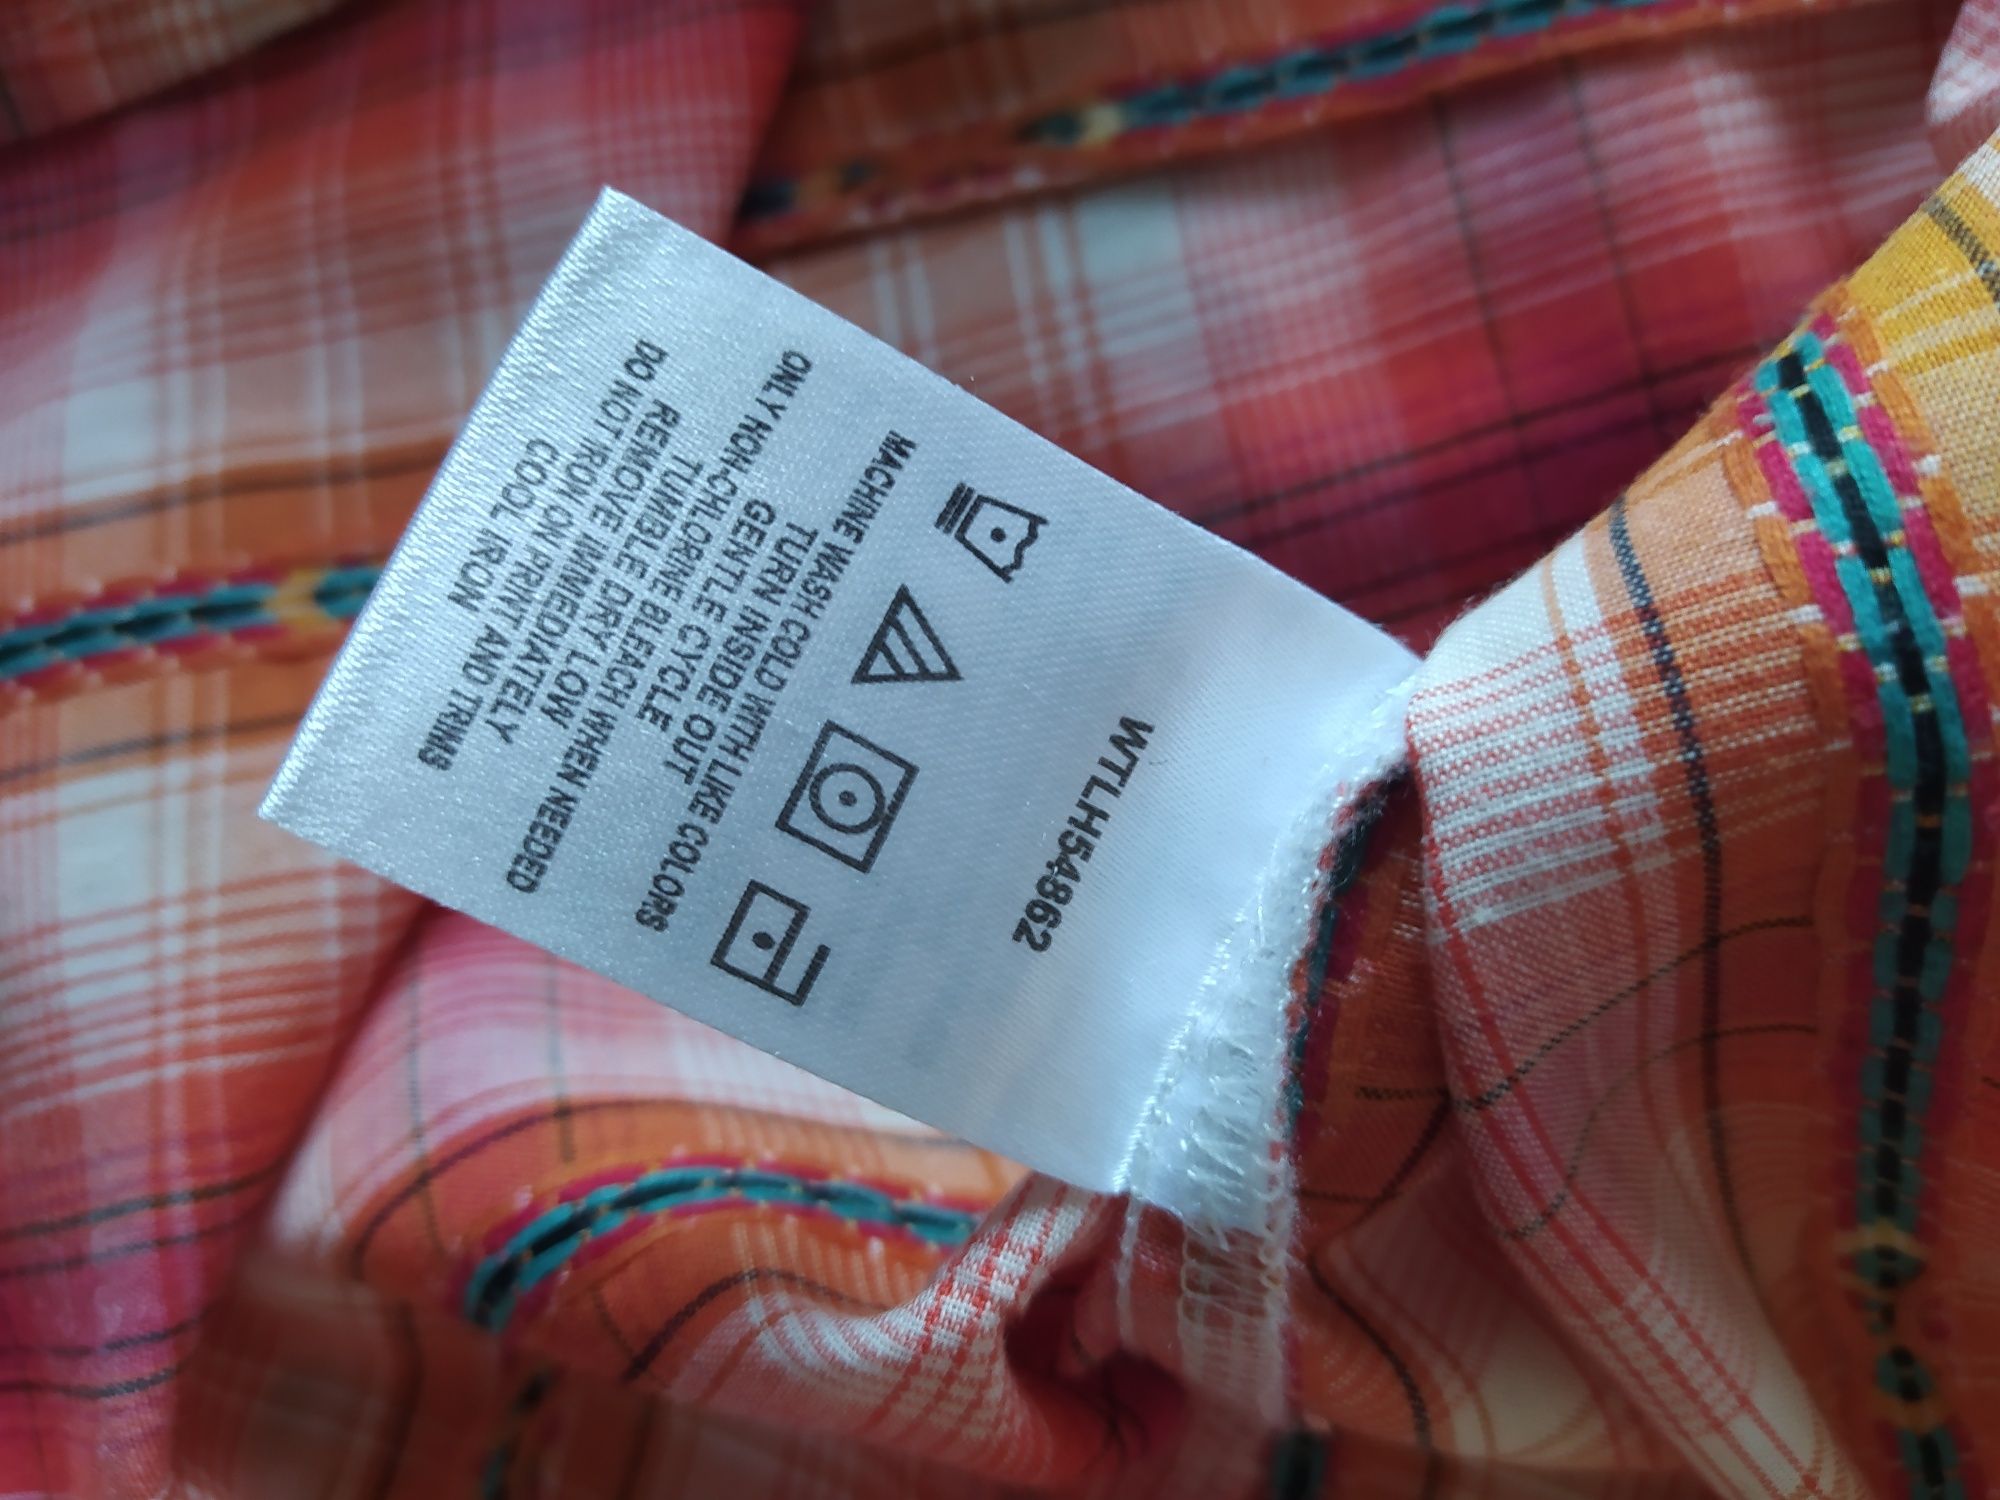 WTLH54862
MACHINE WASH COLD WITH LIKE COLORS
TURN INSIDE OUT
GENTLE CYCLE
ONLY NON-CHLORINE BLEACH WHEN NEEDED
TUMBLE DRY LOW
REMOVE IMMEDIATELY
DO NOT IRON ON PRINT AND TRIMS
COOL IRON